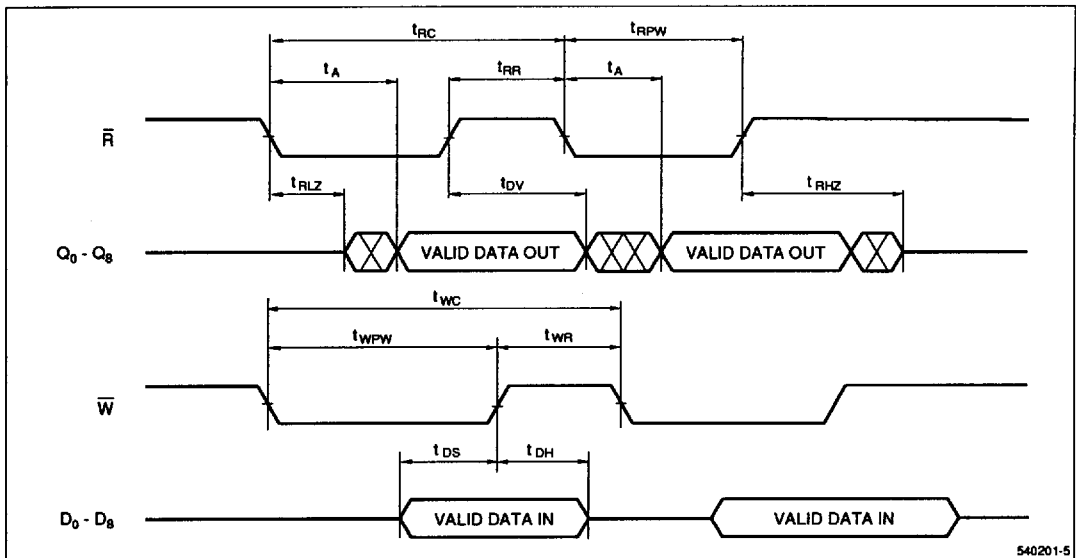 tRC tRPW
tA tRR tA
R̅
tRLZ tDV tRHZ
Q0 - Q8 VALID DATA OUT VALID DATA OUT
tWC
tWPW tWR
W̅
tDS tDH
D0 - D8 VALID DATA IN VALID DATA IN
540201-5